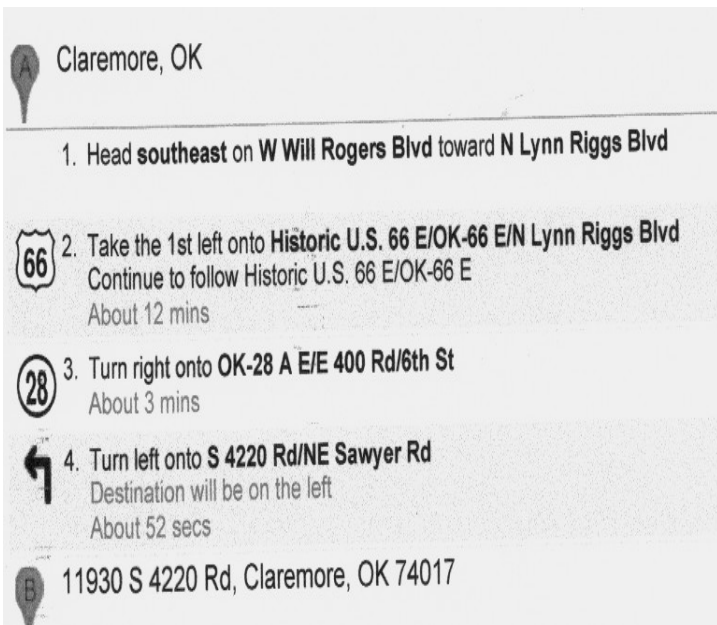 A
Claremore, OK
1. Head southeast on W Will Rogers Blvd toward N Lynn Riggs Blvd
66
2. Take the 1st left onto Historic U.S. 66 E/OK-66 E/N Lynn Riggs Blvd
Continue to follow Historic U.S. 66 E/OK-66 E
About 12 mins
28
3. Turn right onto OK-28 A E/E 400 Rd/6th St
About 3 mins
4. Turn left onto S 4220 Rd/NE Sawyer Rd
Destination will be on the left
About 52 secs
B
11930 S 4220 Rd, Claremore, OK 74017